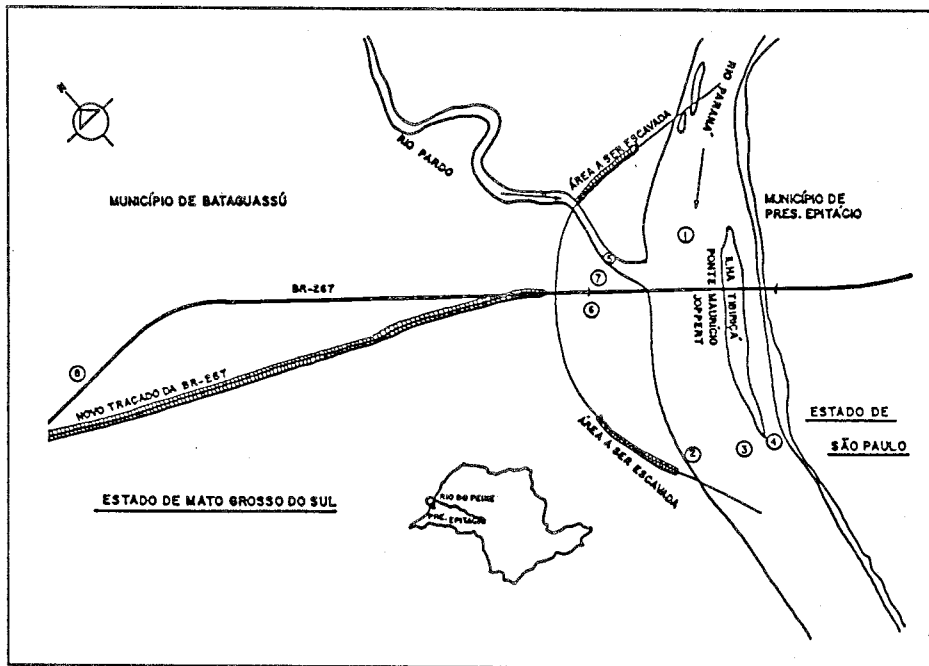 N
RIO PARANÁ
RIO PARDO
ÁREA A SER ESCAVADA
MUNICÍPIO DE BATAGUASSÚ
MUNICÍPIO DE
PRES. EPITÁCIO
1
5
7
6
BR-267
ILHA TIBIRIÇÁ
PONTE MAURÍCIO
JOPPERT
8
NOVO TRAÇADO DA BR-267
ÁREA A SER ESCAVADA
2
3
4
ESTADO DE
SÃO PAULO
ESTADO DE MATO GROSSO DO SUL
RIO DO PEIXE
PRE. EPITÁCIO